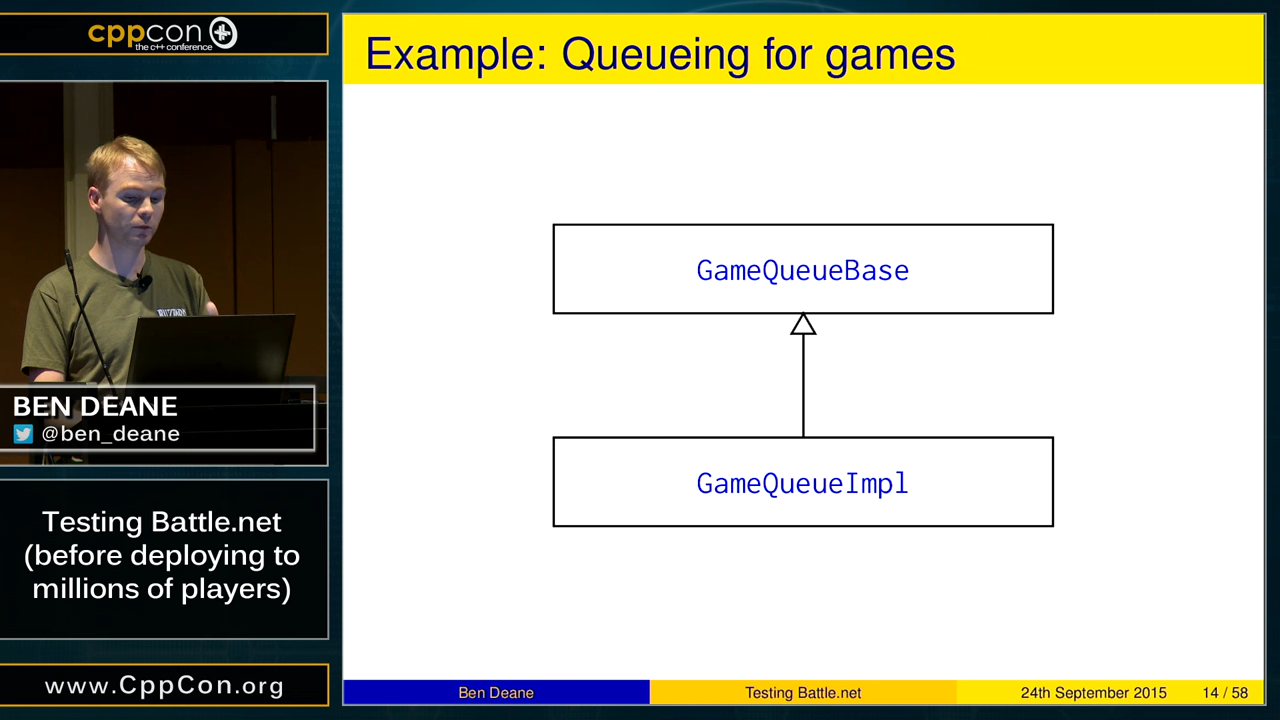 cppcon
the c++ conference
BLIZZARD
BEN DEANE
@ben_deane
Testing Battle.net
(before deploying to
millions of players)
www.CppCon.org
Example: Queueing for games
GameQueueBase
GameQueueImpl
Ben Deane
Testing Battle.net
24th September 2015
14 / 58